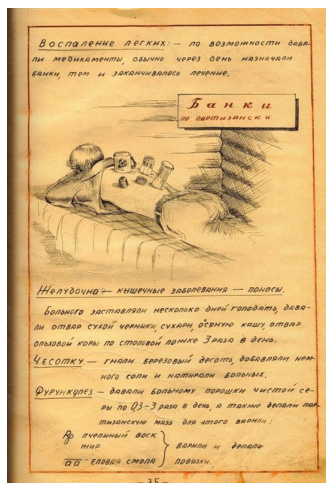 Воспаление легких: – по возможности дава-
ли медикаменты, обычно через день назначали
банки, тем и заканчивалось лечение.
Банки
по партизански
Желудочно – кышечные заболевания – поносы.
Больного заставляли несколько дней голодать, дава-
ли отвар сухой черники, сухари, овсяную кашу, отвар
ольховой коры по столовой ложке 3 раза в день.
Чесотку – гнали березовый деготь, добавляли нем-
ного соли и натирали больных.
Фурункулез – давали больному порошки чистой се-
ры по 0,3 – 3 раза в день, а также делали пар-
тизанскую мазь для этого варили:
Rp пчелиный воск
жир
аа еловая смола
варили и делали
повязки.
– 35 –